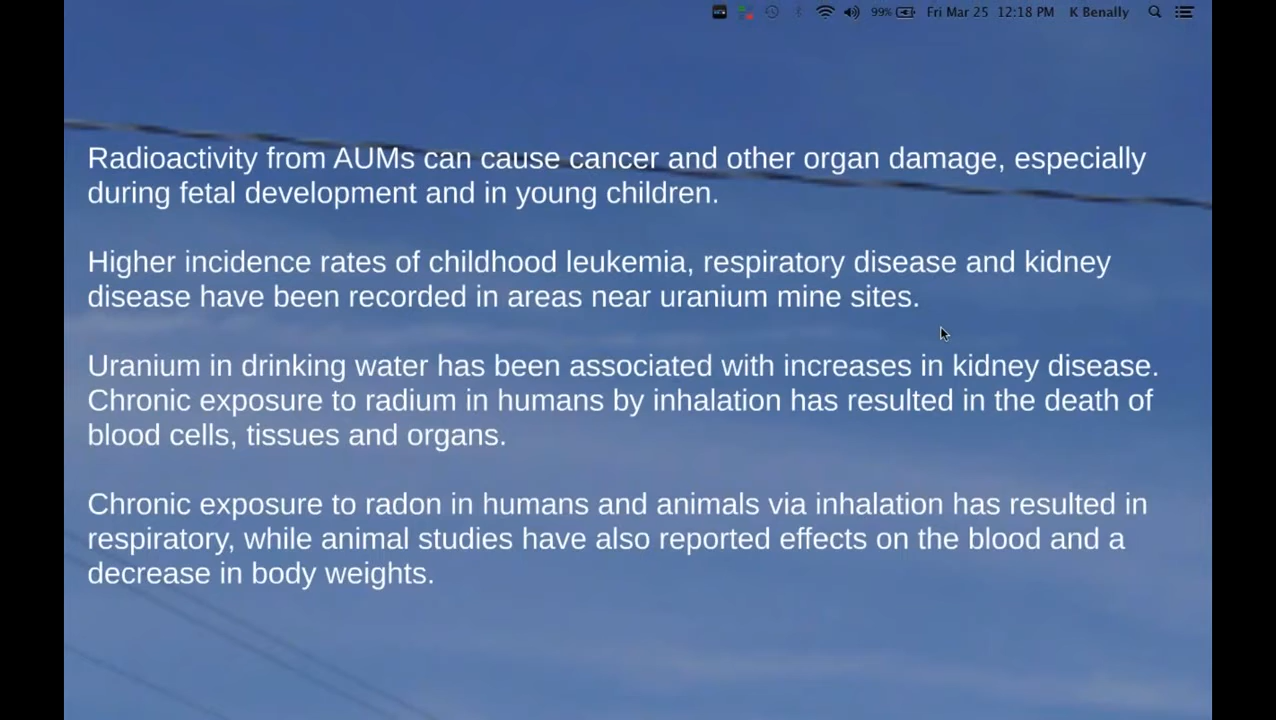 99% Fri Mar 25 12:18 PM K Benally
Radioactivity from AUMs can cause cancer and other organ damage, especially
during fetal development and in young children.
Higher incidence rates of childhood leukemia, respiratory disease and kidney
disease have been recorded in areas near uranium mine sites.
Uranium in drinking water has been associated with increases in kidney disease.
Chronic exposure to radium in humans by inhalation has resulted in the death of
blood cells, tissues and organs.
Chronic exposure to radon in humans and animals via inhalation has resulted in
respiratory, while animal studies have also reported effects on the blood and a
decrease in body weights.